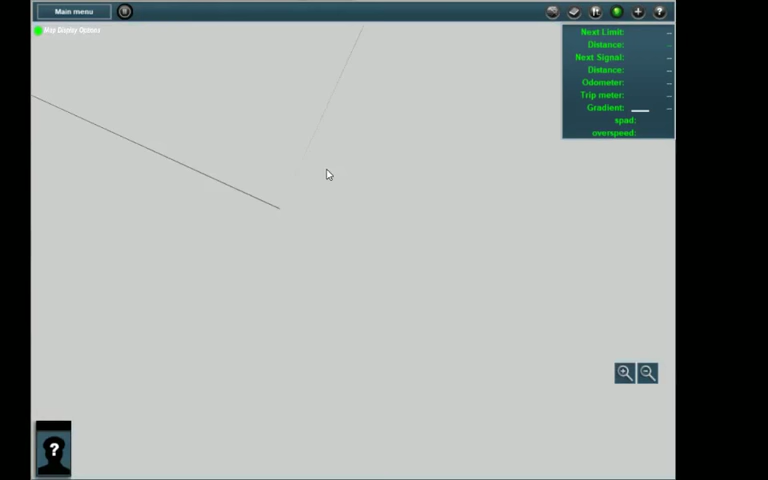 Main menu
?
Map Display Options
Next Limit: --
Distance: --
Next Signal: --
Distance: --
Odometer: --
Trip meter: --
Gradient: --
spad:
overspeed:
?